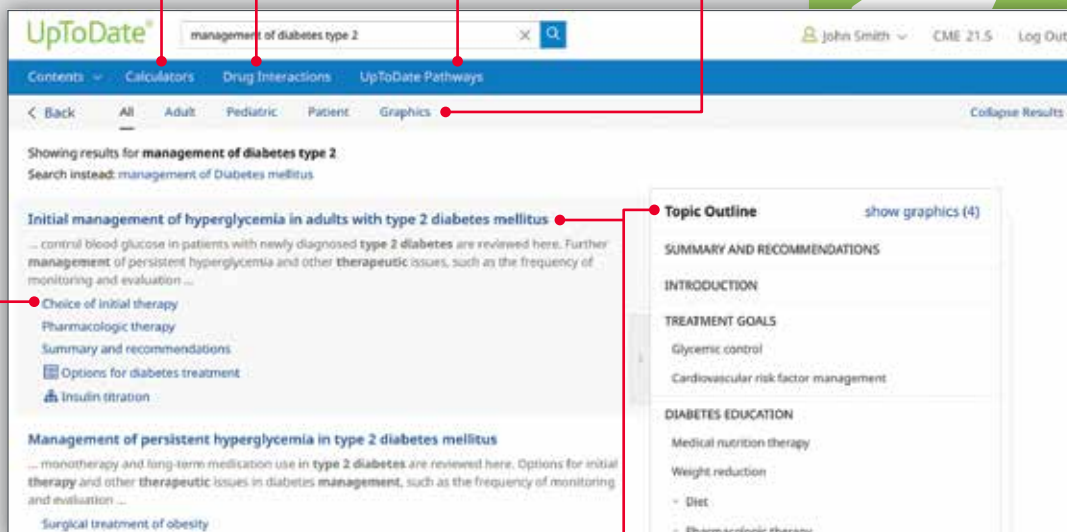 UpToDate®
management of diabetes type 2
John Smith
CME 21.5
Log Out
Contents
Calculators
Drug Interactions
UpToDate Pathways
< Back
All
Adult
Pediatric
Patient
Graphics
Collapse Results
Showing results for management of diabetes type 2
Search instead: management of Diabetes mellitus
Initial management of hyperglycemia in adults with type 2 diabetes mellitus
... control blood glucose in patients with newly diagnosed type 2 diabetes are reviewed here. Further
management of persistent hyperglycemia and other therapeutic issues, such as the frequency of
monitoring and evaluation ...
Choice of initial therapy
Pharmacologic therapy
Summary and recommendations
Options for diabetes treatment
Insulin titration
Management of persistent hyperglycemia in type 2 diabetes mellitus
... monotherapy and long-term medication use in type 2 diabetes are reviewed here. Options for initial
therapy and other therapeutic issues in diabetes management, such as the frequency of monitoring
and evaluation ...
Surgical treatment of obesity
Topic Outline
show graphics (4)
SUMMARY AND RECOMMENDATIONS
INTRODUCTION
TREATMENT GOALS
Glycemic control
Cardiovascular risk factor management
DIABETES EDUCATION
Medical nutrition therapy
Weight reduction
- Diet
- Pharmacologic therapy